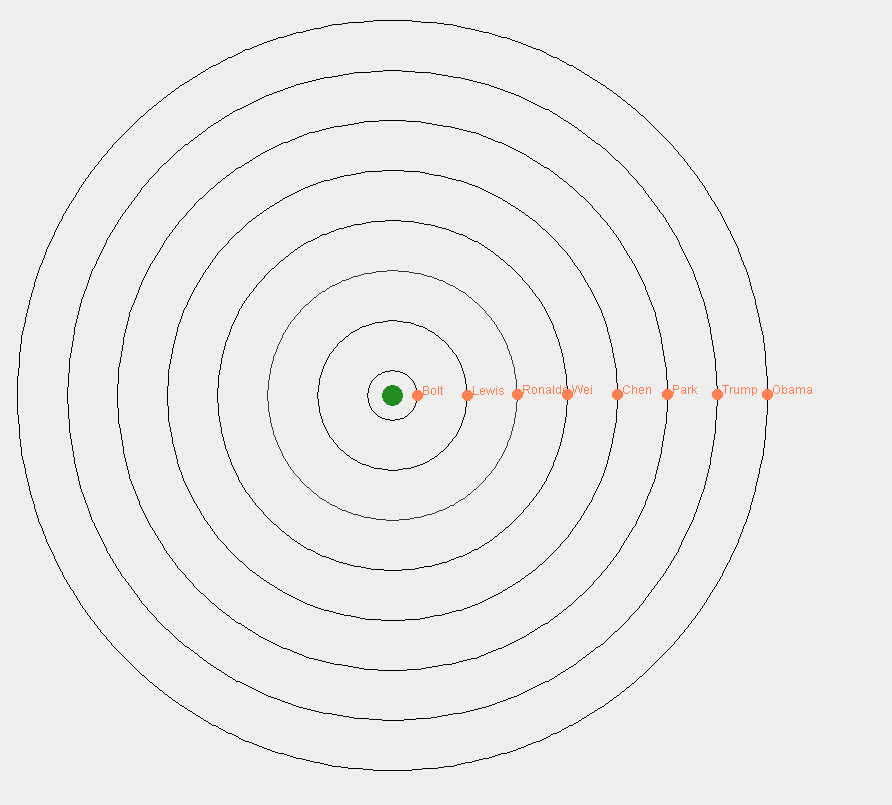 Bolt
Lewis
Ronaldo
Wei
Chen
Park
Trump
Obama